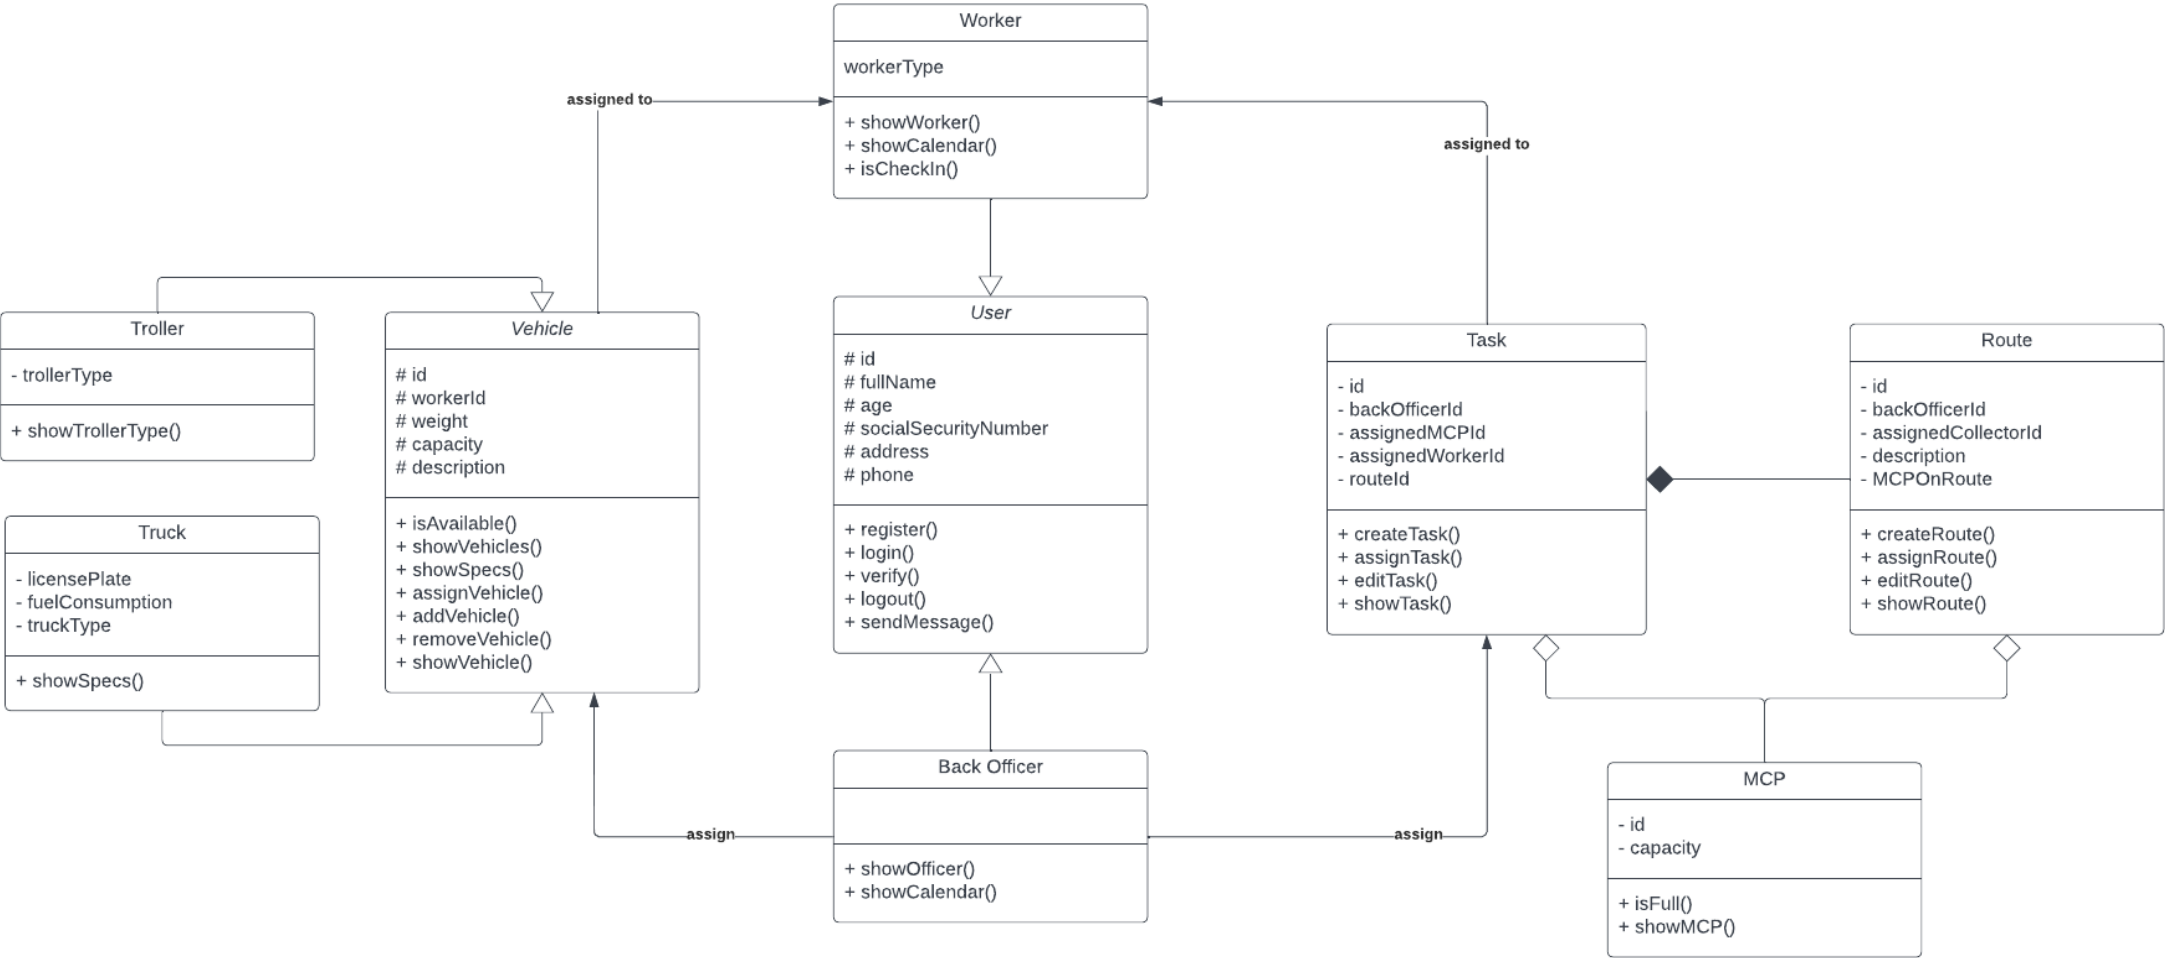 Worker
workerType
+ showWorker()
+ showCalendar()
+ isCheckIn()
assigned to
assigned to
Troller
- trollerType
+ showTrollerType()
Truck
- licensePlate
- fuelConsumption
- truckType
+ showSpecs()
Vehicle
# id
# workerId
# weight
# capacity
# description
+ isAvailable()
+ showVehicles()
+ showSpecs()
+ assignVehicle()
+ addVehicle()
+ removeVehicle()
+ showVehicle()
User
# id
# fullName
# age
# socialSecurityNumber
# address
# phone
+ register()
+ login()
+ verify()
+ logout()
+ sendMessage()
Task
- id
- backOfficerId
- assignedMCPId
- assignedWorkerId
- routeId
+ createTask()
+ assignTask()
+ editTask()
+ showTask()
Route
- id
- backOfficerId
- assignedCollectorId
- description
- MCPOnRoute
+ createRoute()
+ assignRoute()
+ editRoute()
+ showRoute()
Back Officer
+ showOfficer()
+ showCalendar()
assign
assign
MCP
- id
- capacity
+ isFull()
+ showMCP()